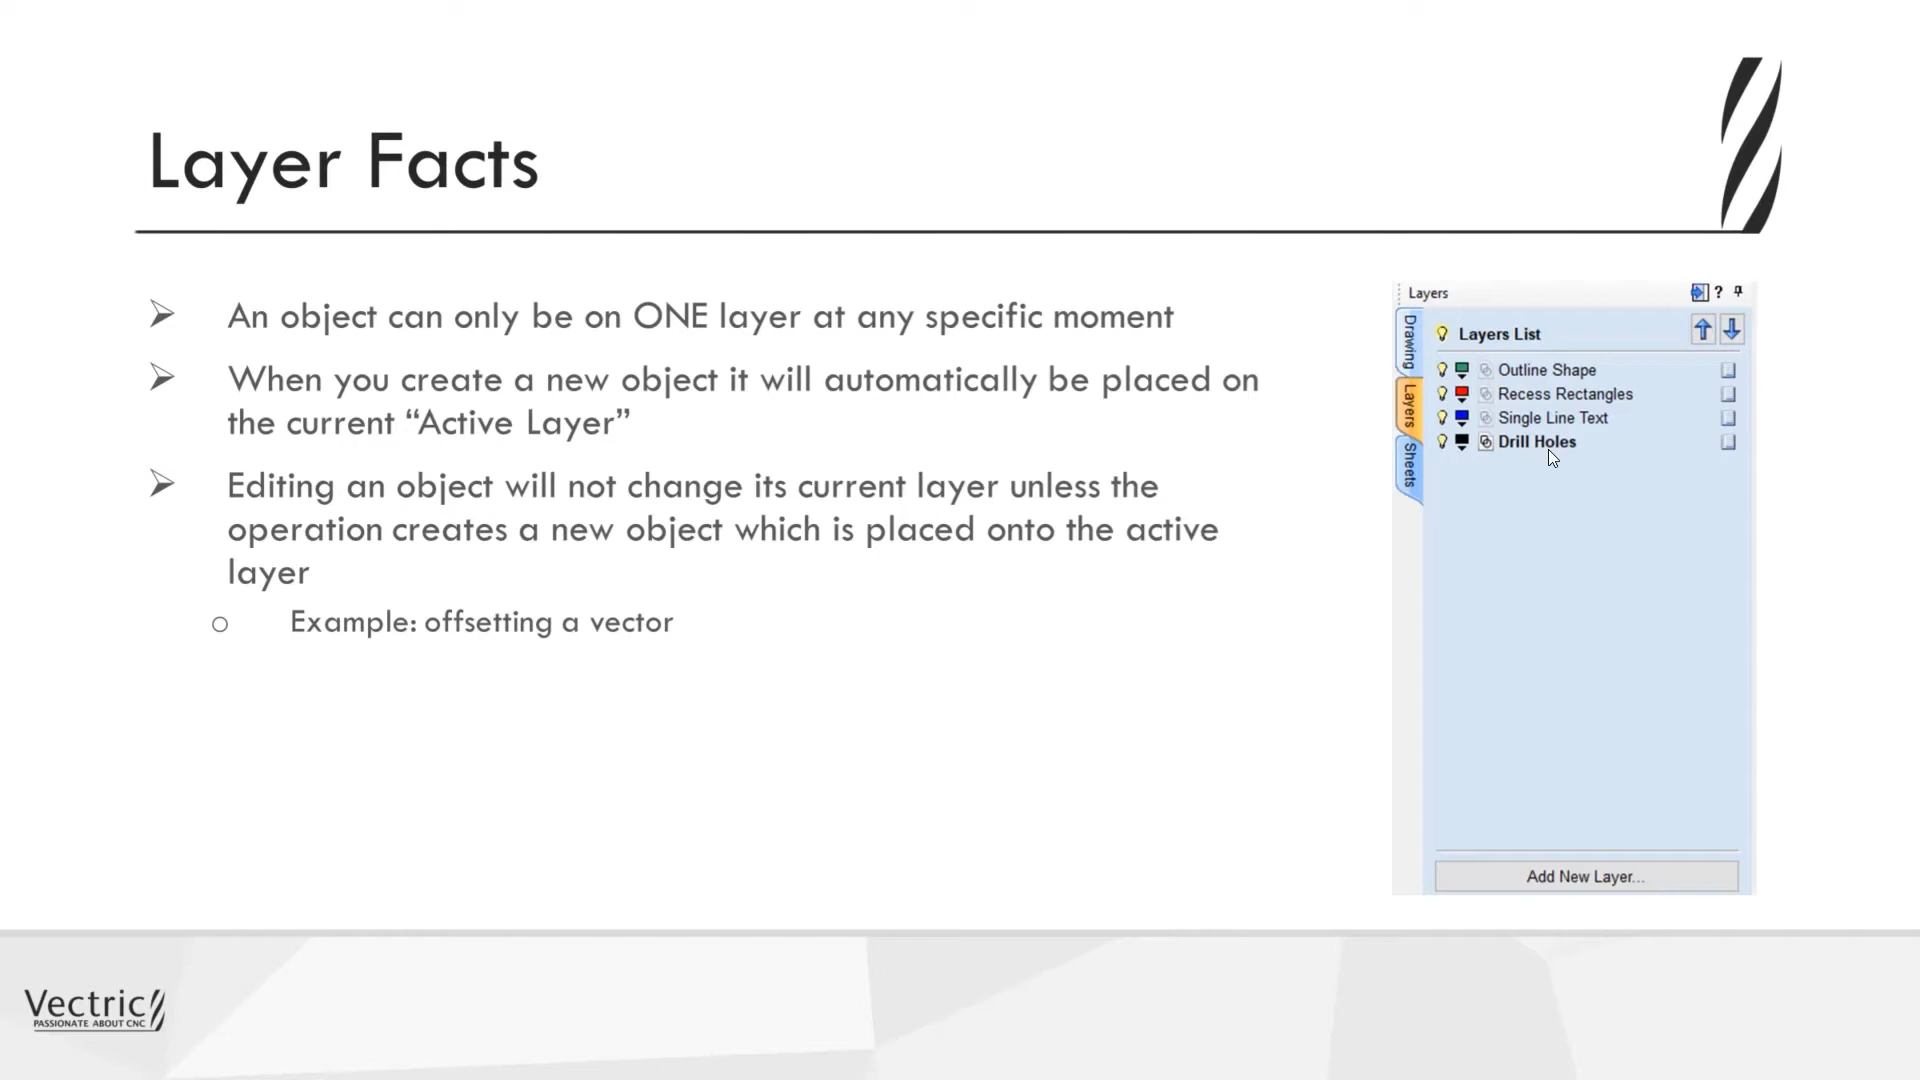 Layer Facts
An object can only be on ONE layer at any specific moment
When you create a new object it will automatically be placed on
the current “Active Layer”
Editing an object will not change its current layer unless the
operation creates a new object which is placed onto the active
layer
Example: offsetting a vector
Layers
?
Drawing
Layers
Sheets
Layers List
Outline Shape
Recess Rectangles
Single Line Text
Drill Holes
Add New Layer...
Vectric
PASSIONATE ABOUT CNC